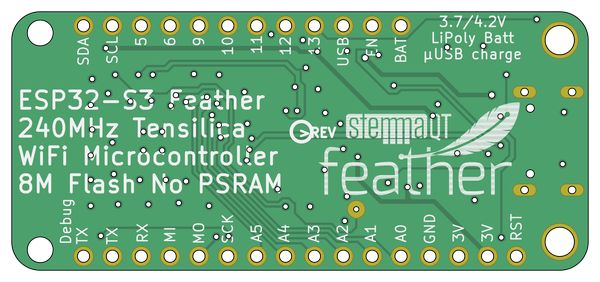 SDA SCL 5 6 9 10 11 12 13 USB EN BAT
3.7/4.2V
LiPoly Batt
µUSB charge
ESP32-S3 Feather
240MHz Tensilica
WiFi Microcontroller
8M Flash No PSRAM
REV
stemma QT
feather
Debug
TX TX RX MI MO SCK A5 A4 A3 A2 A1 A0 GND 3V 3V RST